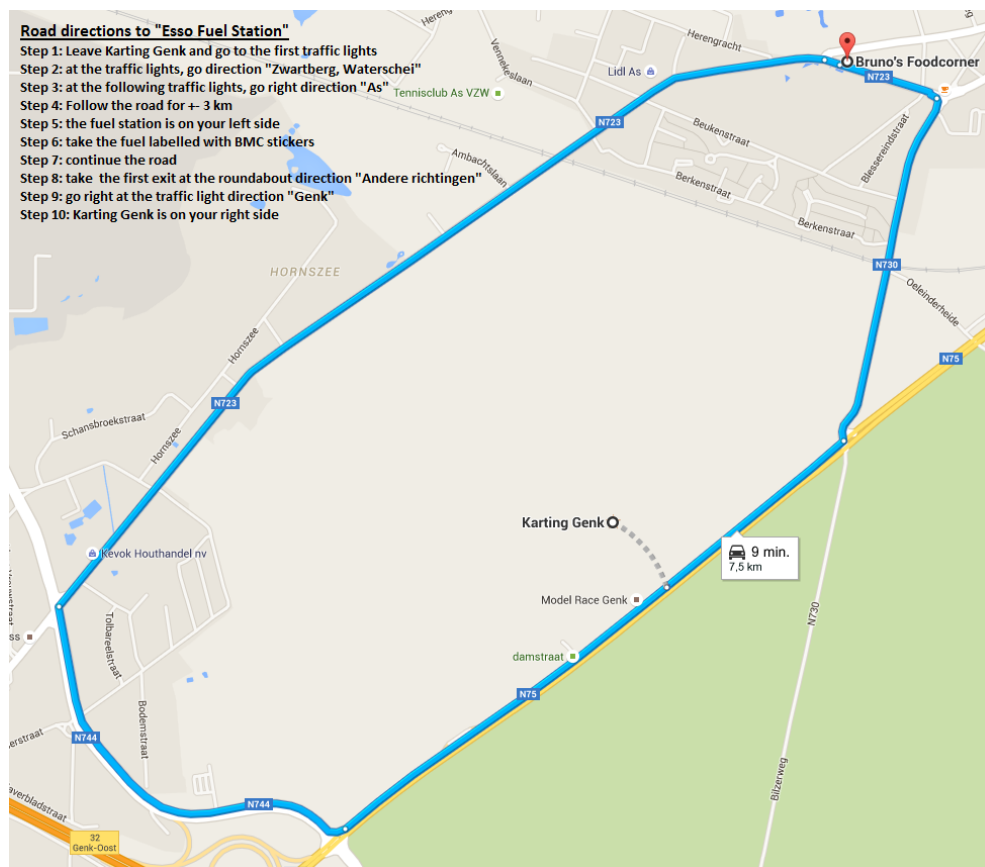 Road directions to "Esso Fuel Station"
Step 1: Leave Karting Genk and go to the first traffic lights
Step 2: at the traffic lights, go direction "Zwartberg, Waterschei"
Step 3: at the following traffic lights, go right direction "As"
Step 4: Follow the road for +- 3 km
Step 5: the fuel station is on your left side
Step 6: take the fuel labelled with BMC stickers
Step 7: continue the road
Step 8: take  the first exit at the roundabout direction "Andere richtingen"
Step 9: go right at the traffic light direction "Genk"
Step 10: Karting Genk is on your right side
Herengracht
Vennekeslaan
Lidl As
Bruno's Foodcorner
N723
Tennisclub As VZW
N723
Beukenstraat
Blessereindstraat
Ambachtslaan
Berkenstraat
Berkenstraat
HORNSZEE
N730
Oeleinderheide
Hornszee
N75
N723
Schansbroekstraat
Hornszee
Karting Genk
Kevok Houthandel nv
9 min.
7,5 km
Model Race Genk
N730
Tolbareelstraat
damstraat
N75
Bodemstraat
N744
Bilzerweg
N744
32
Genk-Oost